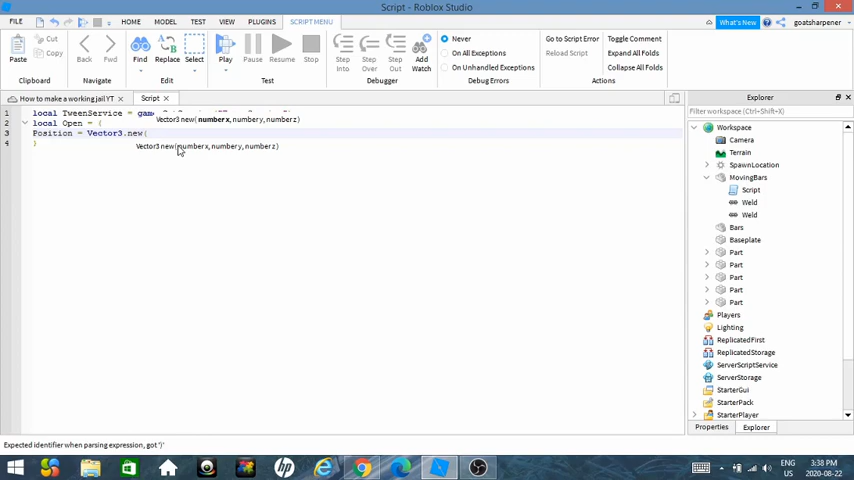 Script - Roblox Studio
FILE HOME MODEL TEST VIEW PLUGINS SCRIPT MENU What's New goatsharpener
Paste Cut Copy Back Fwd Find Replace Select Play Pause Resume Stop Step Into Step Over Step Out Add Watch Never On All Exceptions On Unhandled Exceptions Go to Script Error Reload Script Toggle Comment Expand All Folds Collapse All Folds
Clipboard Navigate Edit Test Debugger Debug Errors Actions
How to make a working jail YT Script
1 local TweenService = gam
Vector3 new( number x, number y, number z)
2 local Open = {
3 Position = Vector3.new(
4 }
Vector3 new(number x, number y, number z)
Expected identifier when parsing expression, got ')'
Explorer
Filter workspace (Ctrl+Shift+X)
Workspace
Camera
Terrain
SpawnLocation
MovingBars
Script
Weld
Weld
Bars
Baseplate
Part
Part
Part
Part
Part
Players
Lighting
ReplicatedFirst
ReplicatedStorage
ServerScriptService
ServerStorage
StarterGui
StarterPack
StarterPlayer
Properties Explorer
ENG 3:38 PM
US 2020-08-22